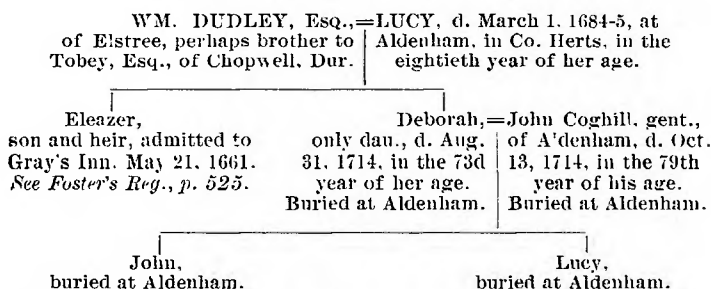 WM. DUDLEY, Esq.,=LUCY, d. March 1, 1684-5, at
of Elstree, perhaps brother to Aldenham, in Co. Herts, in the
Tobey, Esq., of Chopwell, Dur. eightieth year of her age.
Eleazer,
son and heir, admitted to
Gray's Inn, May 21, 1661.
See Foster's Reg., p. 525.
Deborah,=John Coghill, gent.,
only dau., d. Aug. of A'denham, d. Oct.
31, 1714, in the 73d 13, 1714, in the 79th
year of her age. year of his age.
Buried at Aldenham. Buried at Aldenham.
John,
buried at Aldenham.
Lucy,
buried at Aldenham.